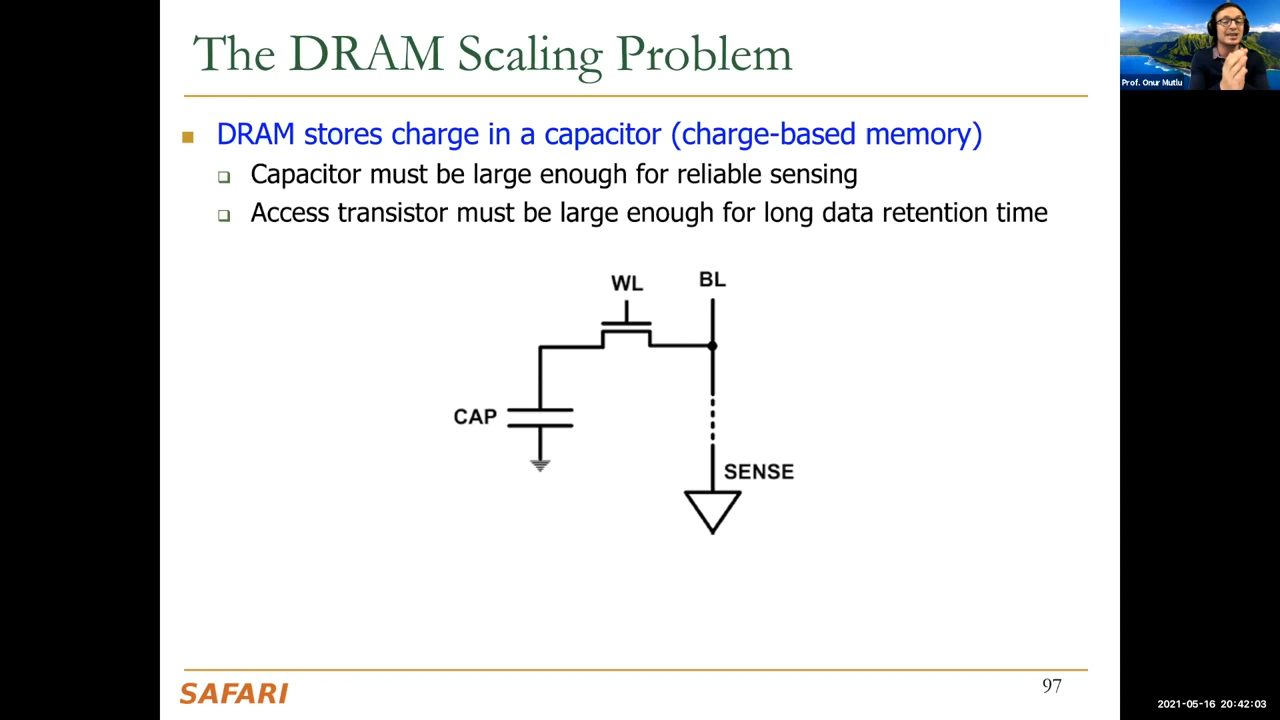 The DRAM Scaling Problem
Prof. Onur Mutlu
DRAM stores charge in a capacitor (charge-based memory)
Capacitor must be large enough for reliable sensing
Access transistor must be large enough for long data retention time
WL
BL
CAP
SENSE
SAFARI
97
2021-05-16 20:42:03